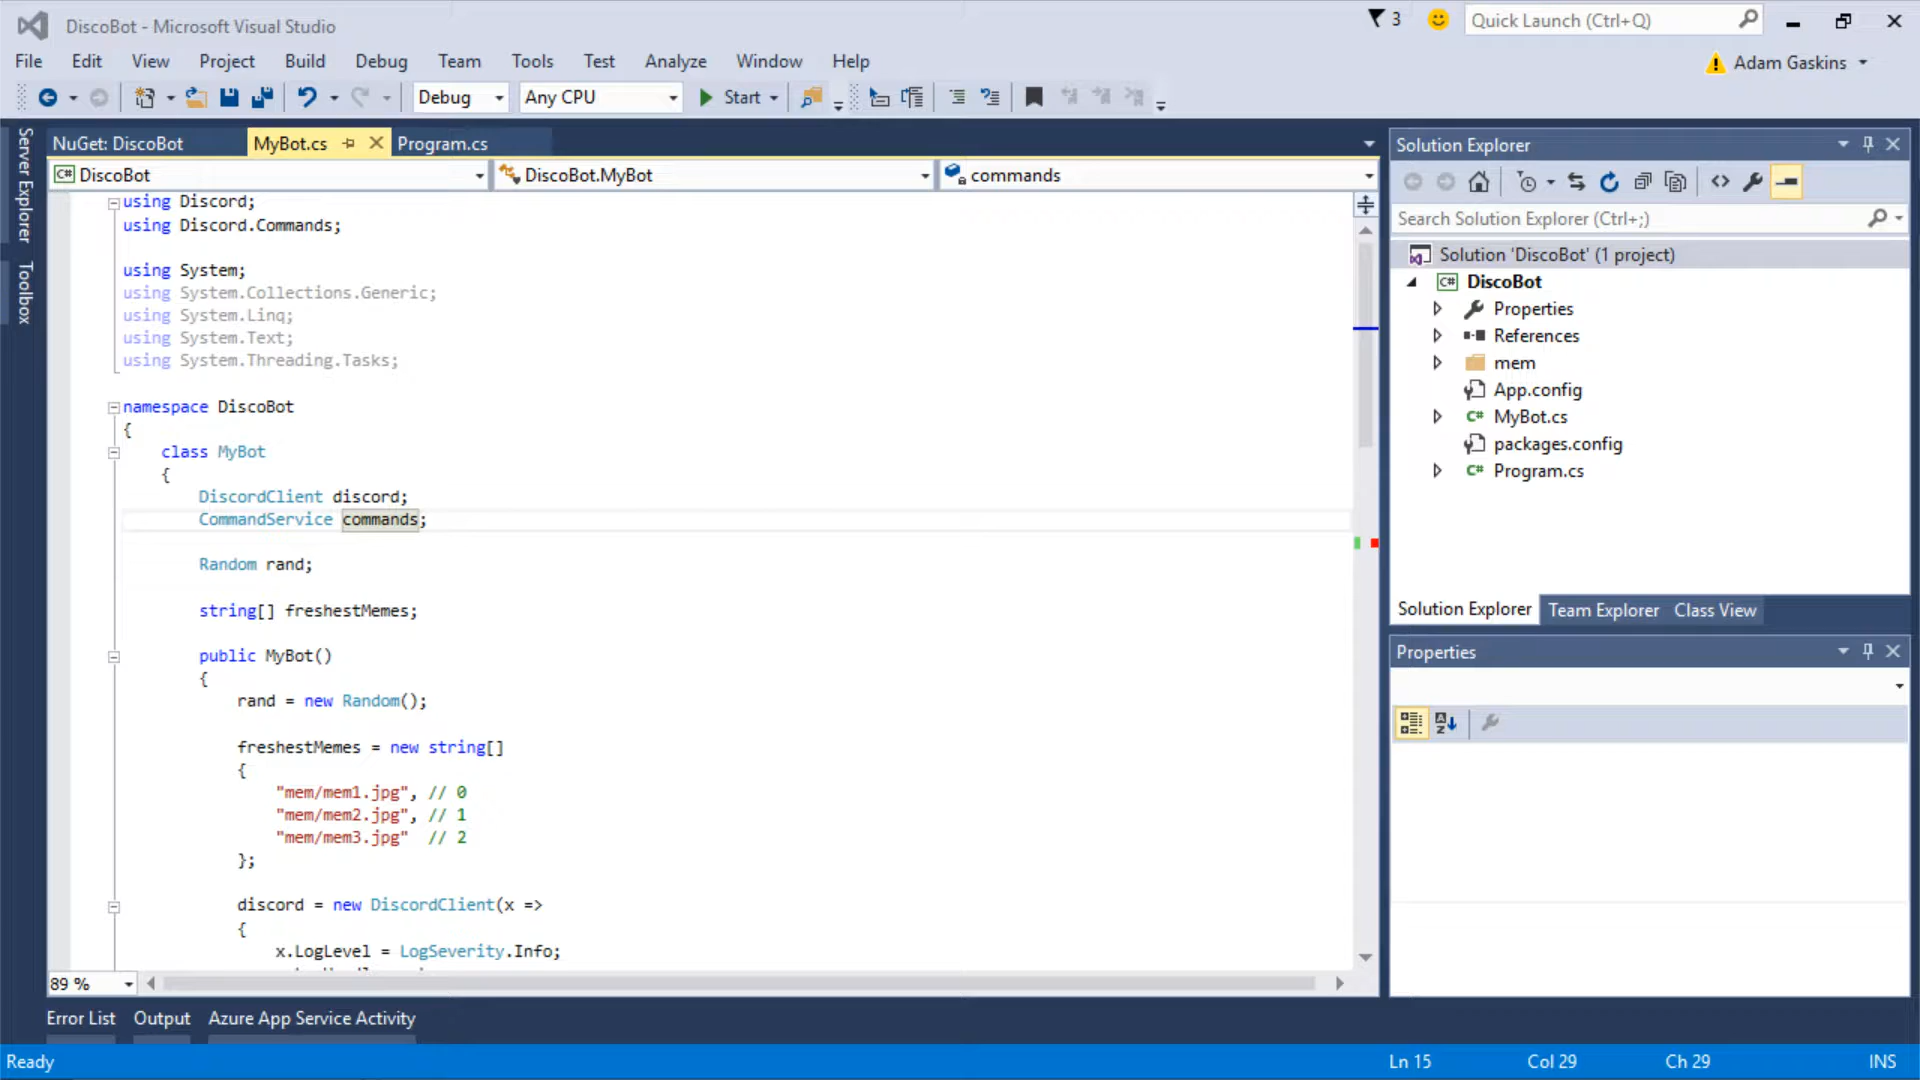 DiscoBot - Microsoft Visual Studio
3
Quick Launch (Ctrl+Q)
File Edit View Project Build Debug Team Tools Test Analyze Window Help
Adam Gaskins
Debug Any CPU Start
Server Explorer
Toolbox
NuGet: DiscoBot MyBot.cs Program.cs
DiscoBot DiscoBot.MyBot commands
using Discord;
using Discord.Commands;
using System;
using System.Collections.Generic;
using System.Linq;
using System.Text;
using System.Threading.Tasks;
namespace DiscoBot
{
class MyBot
{
DiscordClient discord;
CommandService commands;
Random rand;
string[] freshestMemes;
public MyBot()
{
rand = new Random();
freshestMemes = new string[]
{
"mem/mem1.jpg", // 0
"mem/mem2.jpg", // 1
"mem/mem3.jpg" // 2
};
discord = new DiscordClient(x =>
{
x.LogLevel = LogSeverity.Info;
89 %
Solution Explorer
Search Solution Explorer (Ctrl+;)
Solution 'DiscoBot' (1 project)
DiscoBot
Properties
References
mem
App.config
MyBot.cs
packages.config
Program.cs
Solution Explorer Team Explorer Class View
Properties
Error List Output Azure App Service Activity
Ready Ln 15 Col 29 Ch 29 INS